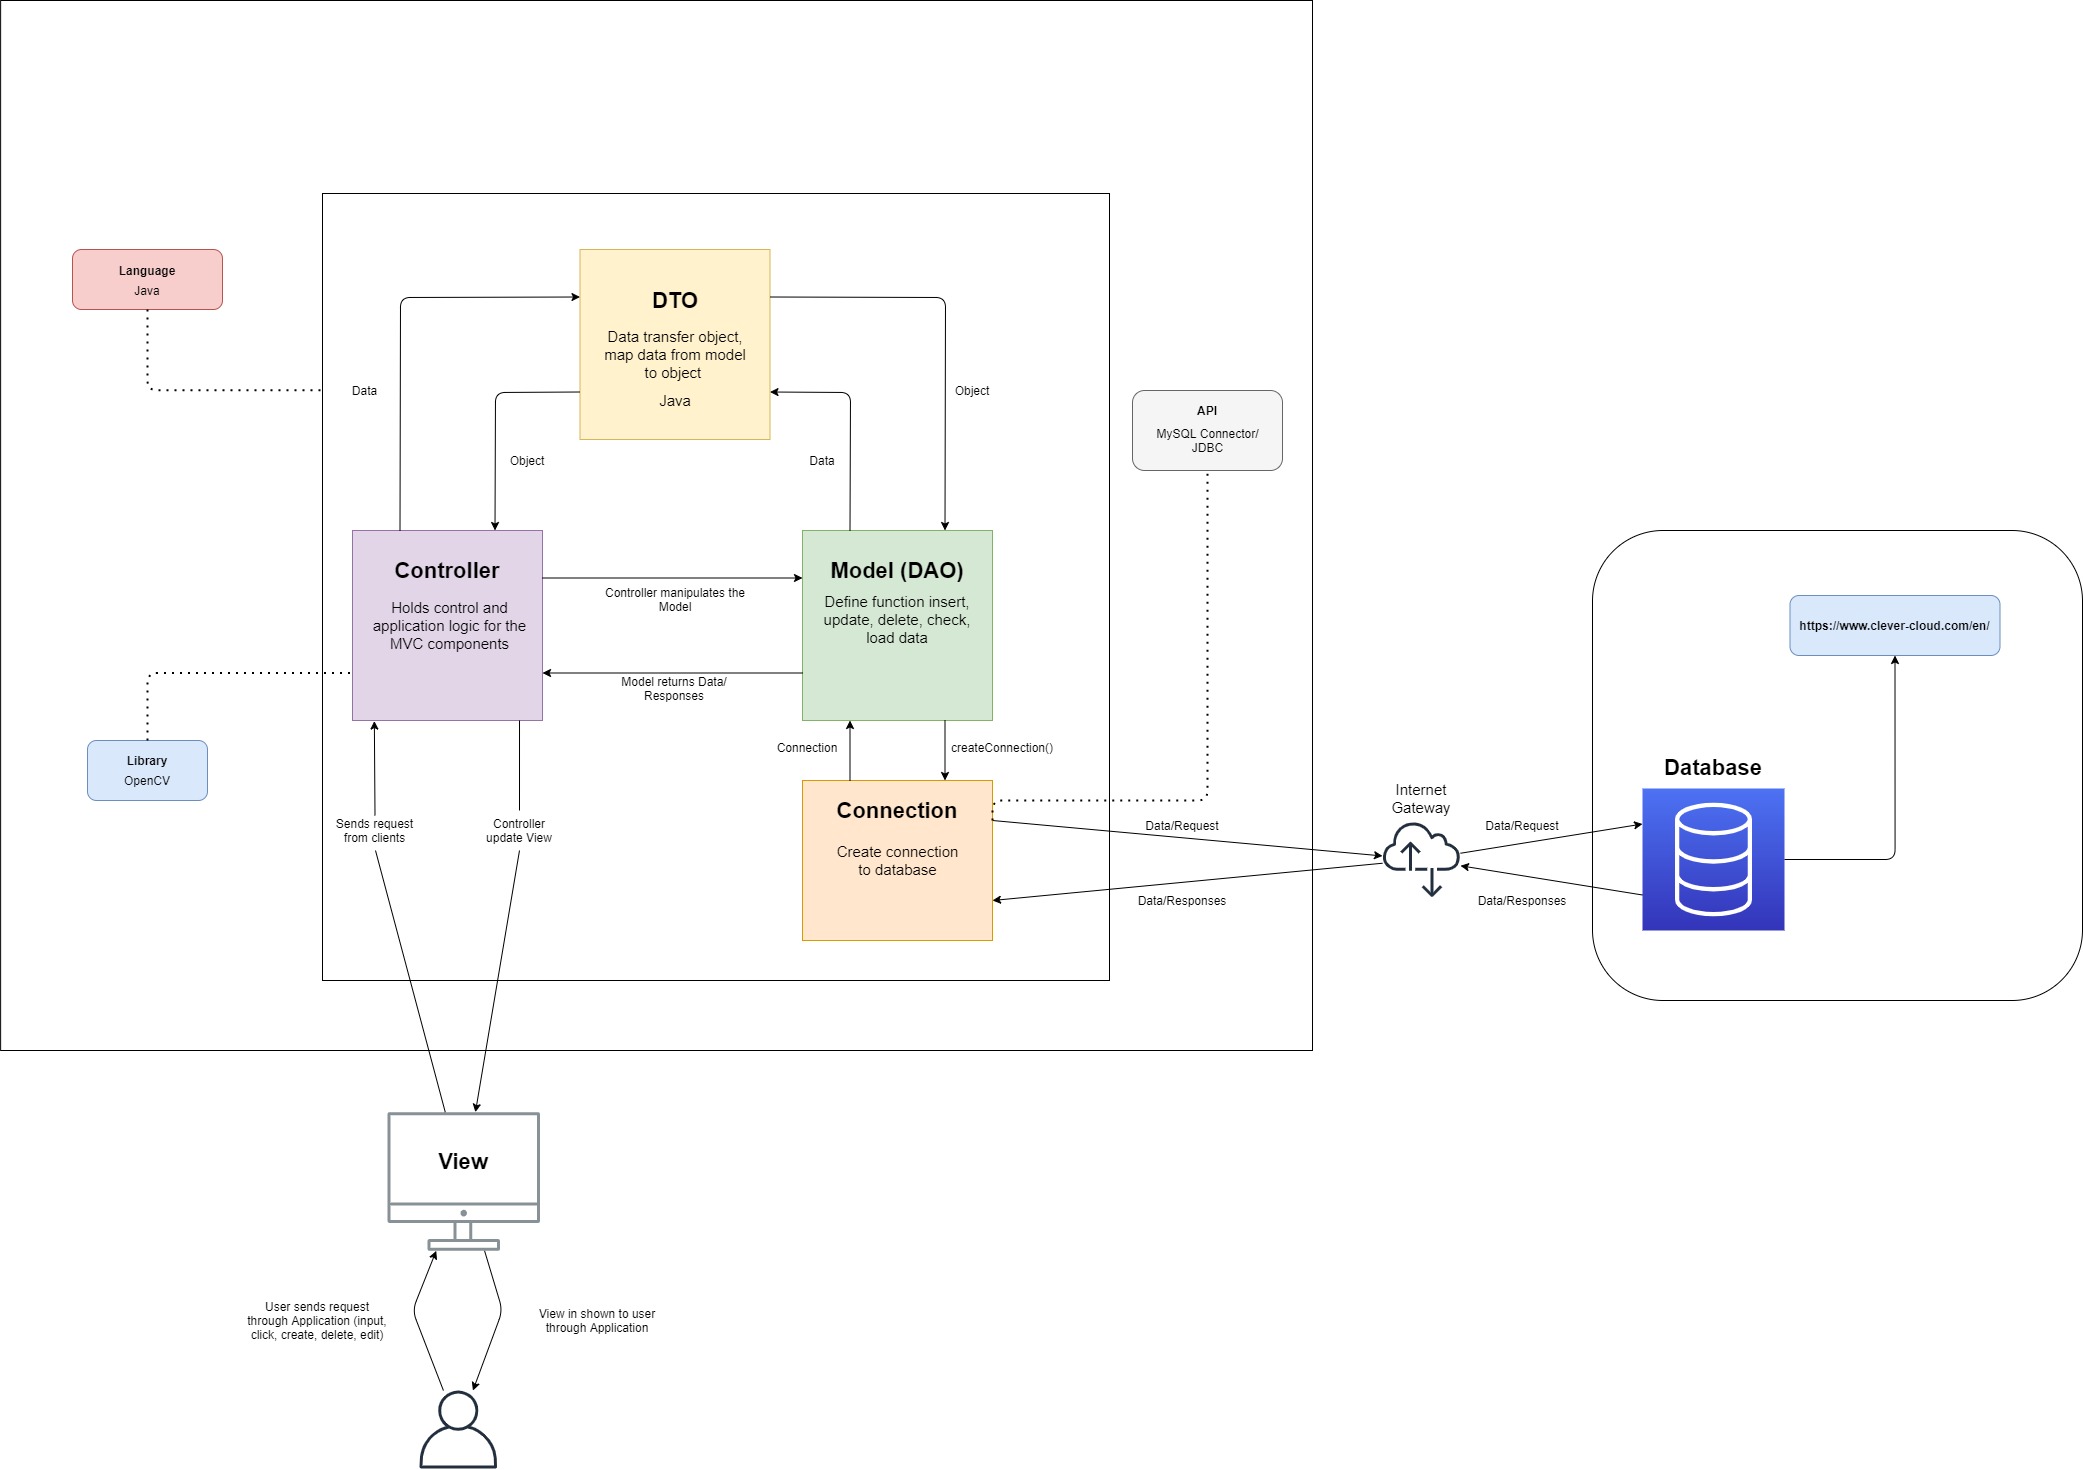 Language
Java
DTO
Data transfer object,
map data from model
to object
Java
Data
Object
Object
Data
API
MySQL Connector/
JDBC
Controller
Holds control and
application logic for the
MVC components
Controller manipulates the
Model
Model returns Data/
Responses
Model (DAO)
Define function insert,
update, delete, check,
load data
https://www.clever-cloud.com/en/
Library
OpenCV
Connection
createConnection()
Database
Sends request
from clients
Controller
update View
Connection
Create connection
to database
Data/Request
Data/Responses
Internet
Gateway
Data/Request
Data/Responses
View
User sends request
through Application (input,
click, create, delete, edit)
View in shown to user
through Application